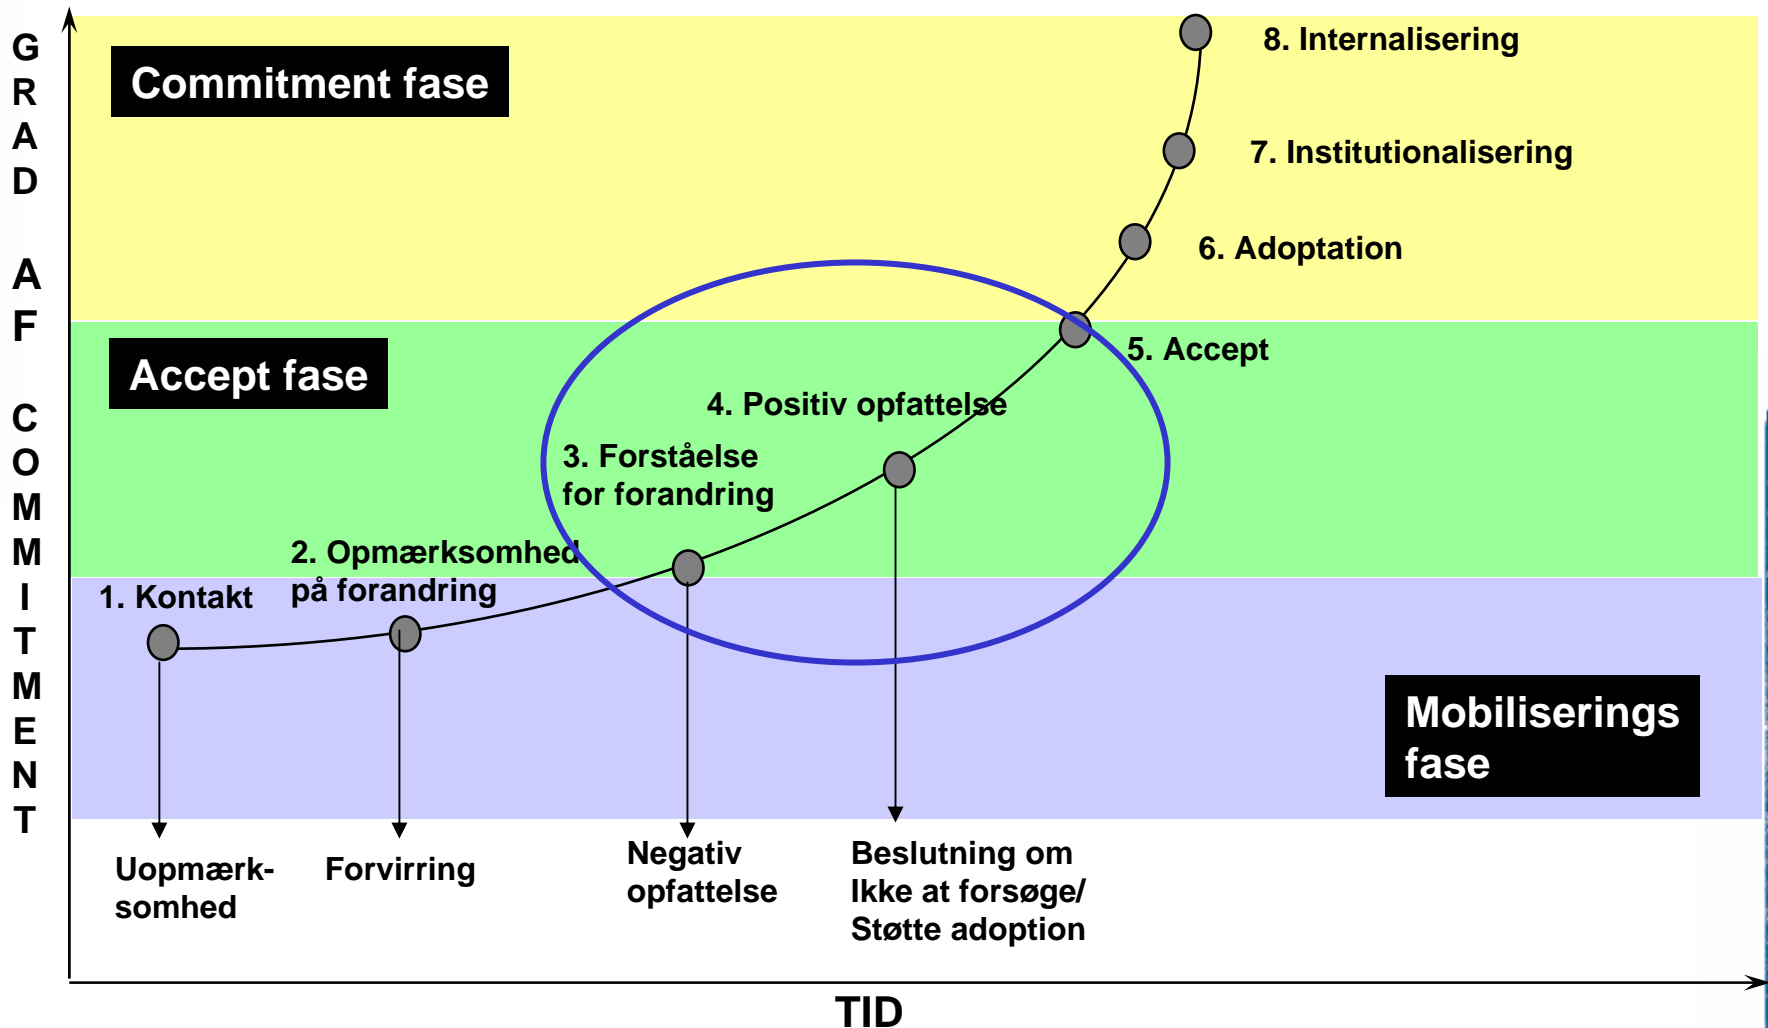 GRAD AF COMMITMENT
Commitment fase
8. Internalisering
7. Institutionalisering
6. Adoptation
Accept fase
5. Accept
4. Positiv opfattelse
3. Forståelse
for forandring
2. Opmærksomhed
på forandring
1. Kontakt
Mobiliserings
fase
Uopmærk-
somhed
Forvirring
Negativ
opfattelse
Beslutning om
Ikke at forsøge/
Støtte adoption
TID